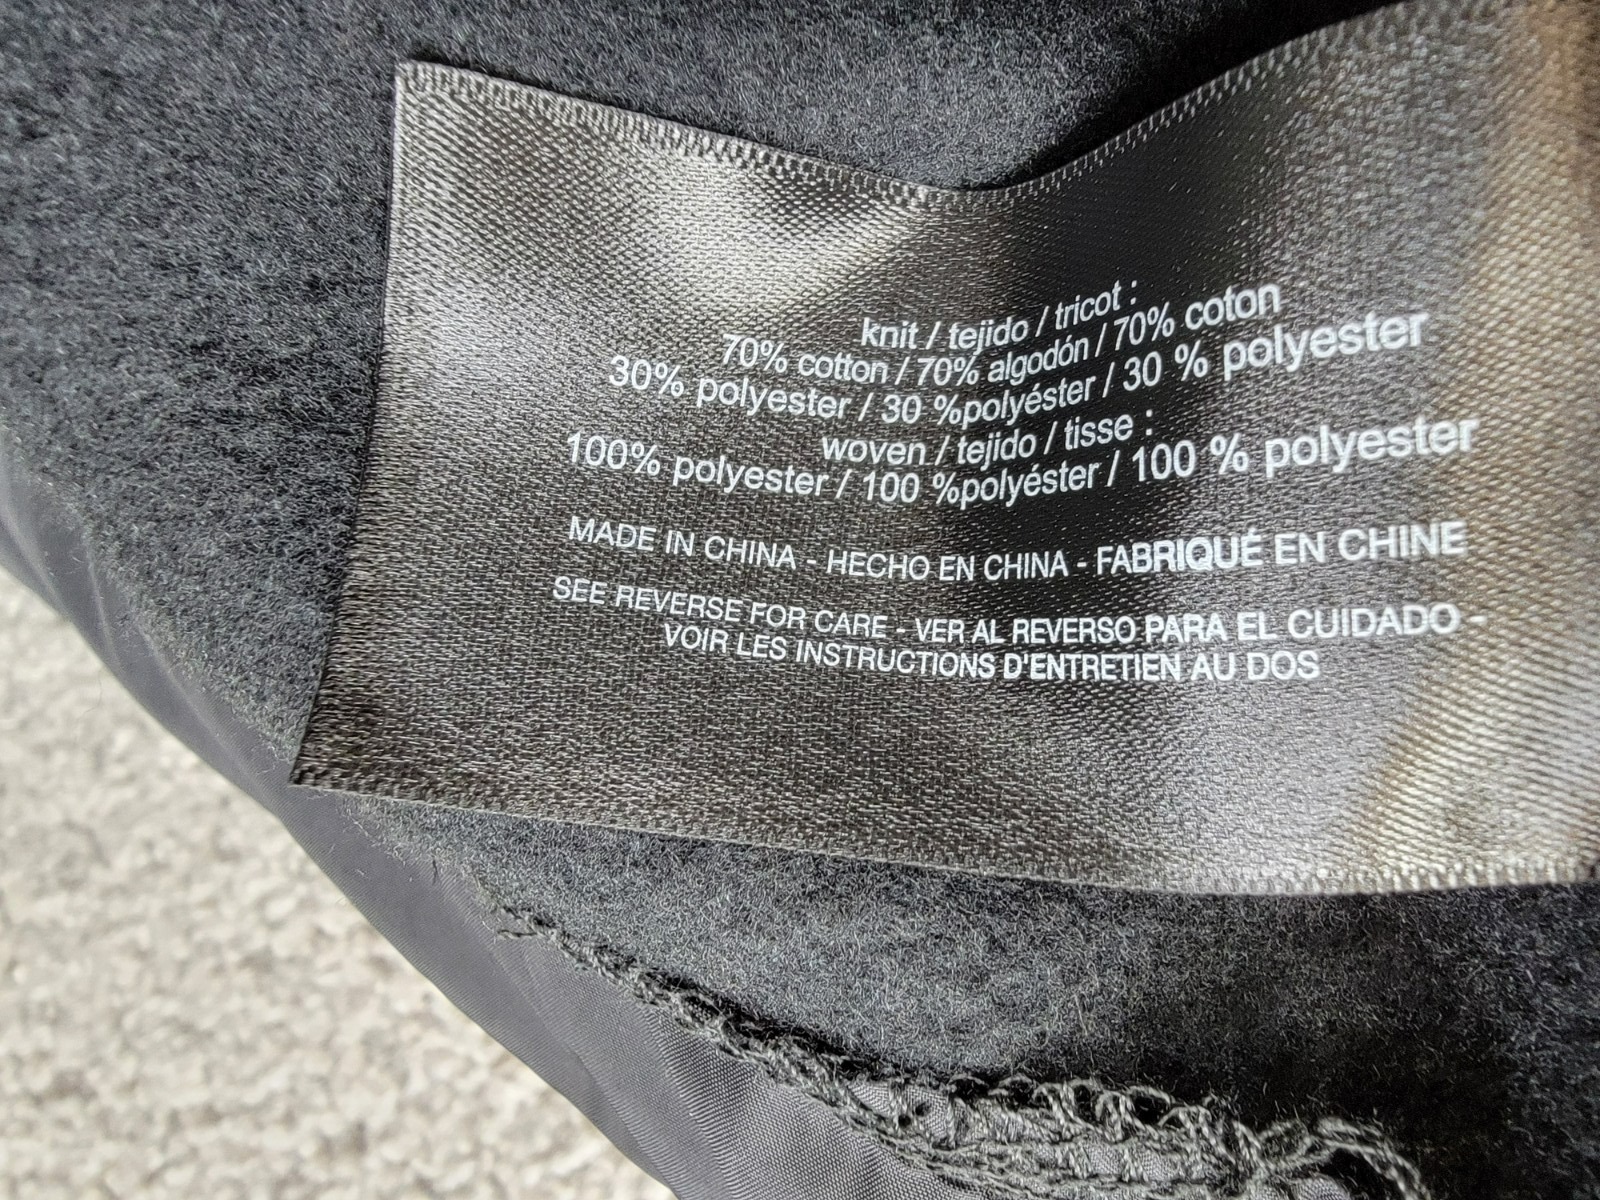 knit / tejido / tricot :
70% cotton / 70% algodón / 70% coton
30% polyester / 30 %polyéster / 30 % polyester
woven / tejido / tisse :
100% polyester / 100 %polyéster / 100 % polyester
MADE IN CHINA - HECHO EN CHINA - FABRIQUÉ EN CHINE
SEE REVERSE FOR CARE - VER AL REVERSO PARA EL CUIDADO -
VOIR LES INSTRUCTIONS D'ENTRETIEN AU DOS